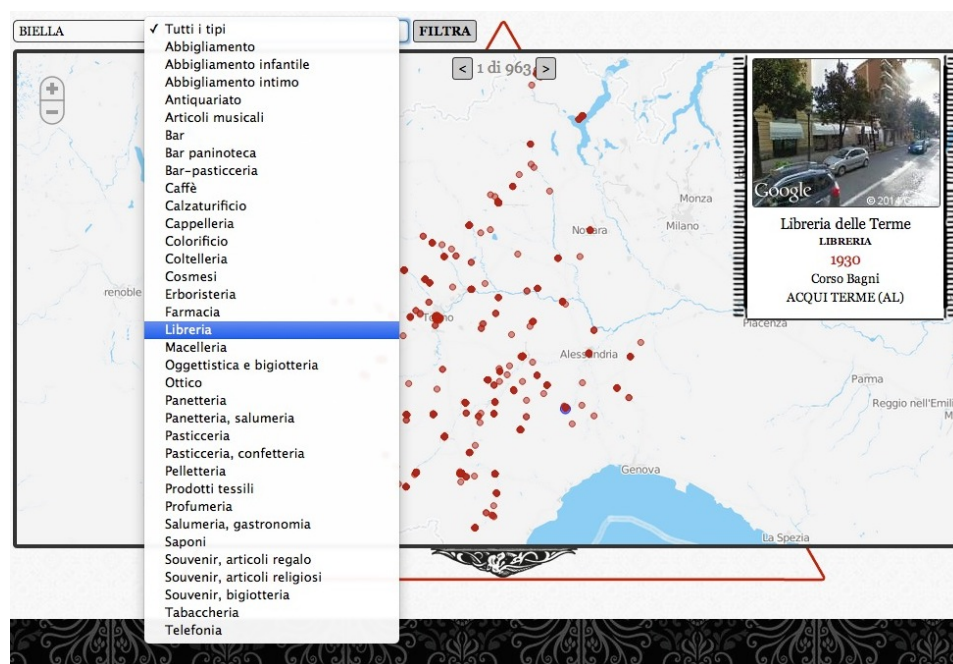 BIELLA
✓ Tutti i tipi
Abbigliamento
Abbigliamento infantile
Abbigliamento intimo
Antiquariato
Articoli musicali
Bar
Bar paninoteca
Bar-pasticceria
Caffè
Calzaturificio
Cappelleria
Colorificio
Coltelleria
Cosmesi
Erboristeria
Farmacia
Libreria
Macelleria
Oggettistica e bigiotteria
Ottico
Panetteria
Panetteria, salumeria
Pasticceria
Pasticceria, confetteria
Pelletteria
Prodotti tessili
Profumeria
Salumeria, gastronomia
Saponi
Souvenir, articoli regalo
Souvenir, articoli religiosi
Souvenir, bigiotteria
Tabaccheria
Telefonia
FILTRA
< 1 di 963 >
+
−
renoble
Monza
Milano
Novara
Torino
Alessandria
Piacenza
Parma
Reggio nell'Emili
M
Genova
La Spezia
Google
© 2014 Google
Libreria delle Terme
LIBRERIA
1930
Corso Bagni
ACQUI TERME (AL)